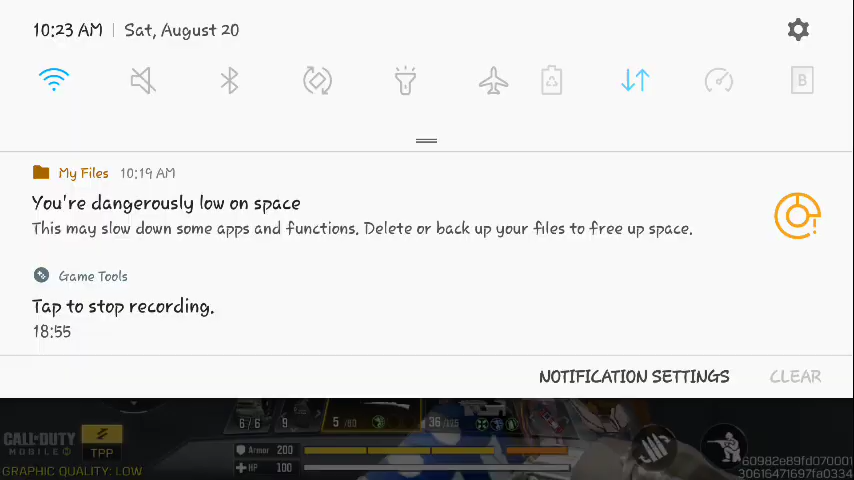 10:23 AM | Sat, August 20
B
My Files 10:19 AM
You're dangerously low on space
This may slow down some apps and functions. Delete or back up your files to free up space.
Game Tools
Tap to stop recording.
18:55
NOTIFICATION SETTINGS CLEAR
6/6 9 5 /80 36
CALL OF DUTY
MOBILE
TPP
Armor 200
HP 100
GRAPHIC QUALITY: LOW
60982e89fd070001
30616471697fa0334